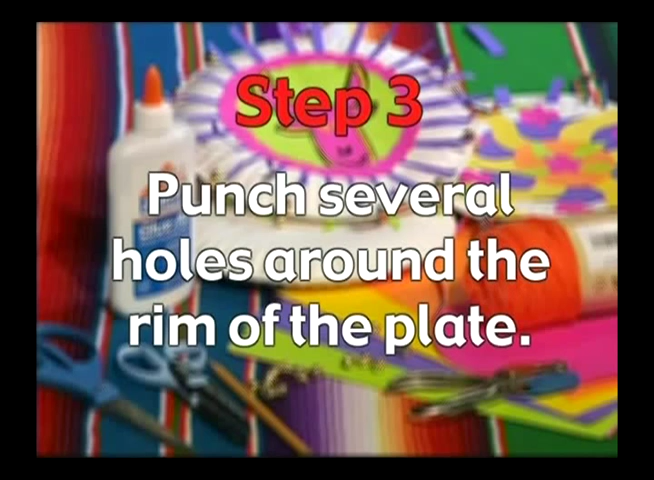 Step 3
Punch several
holes around the
rim of the plate.